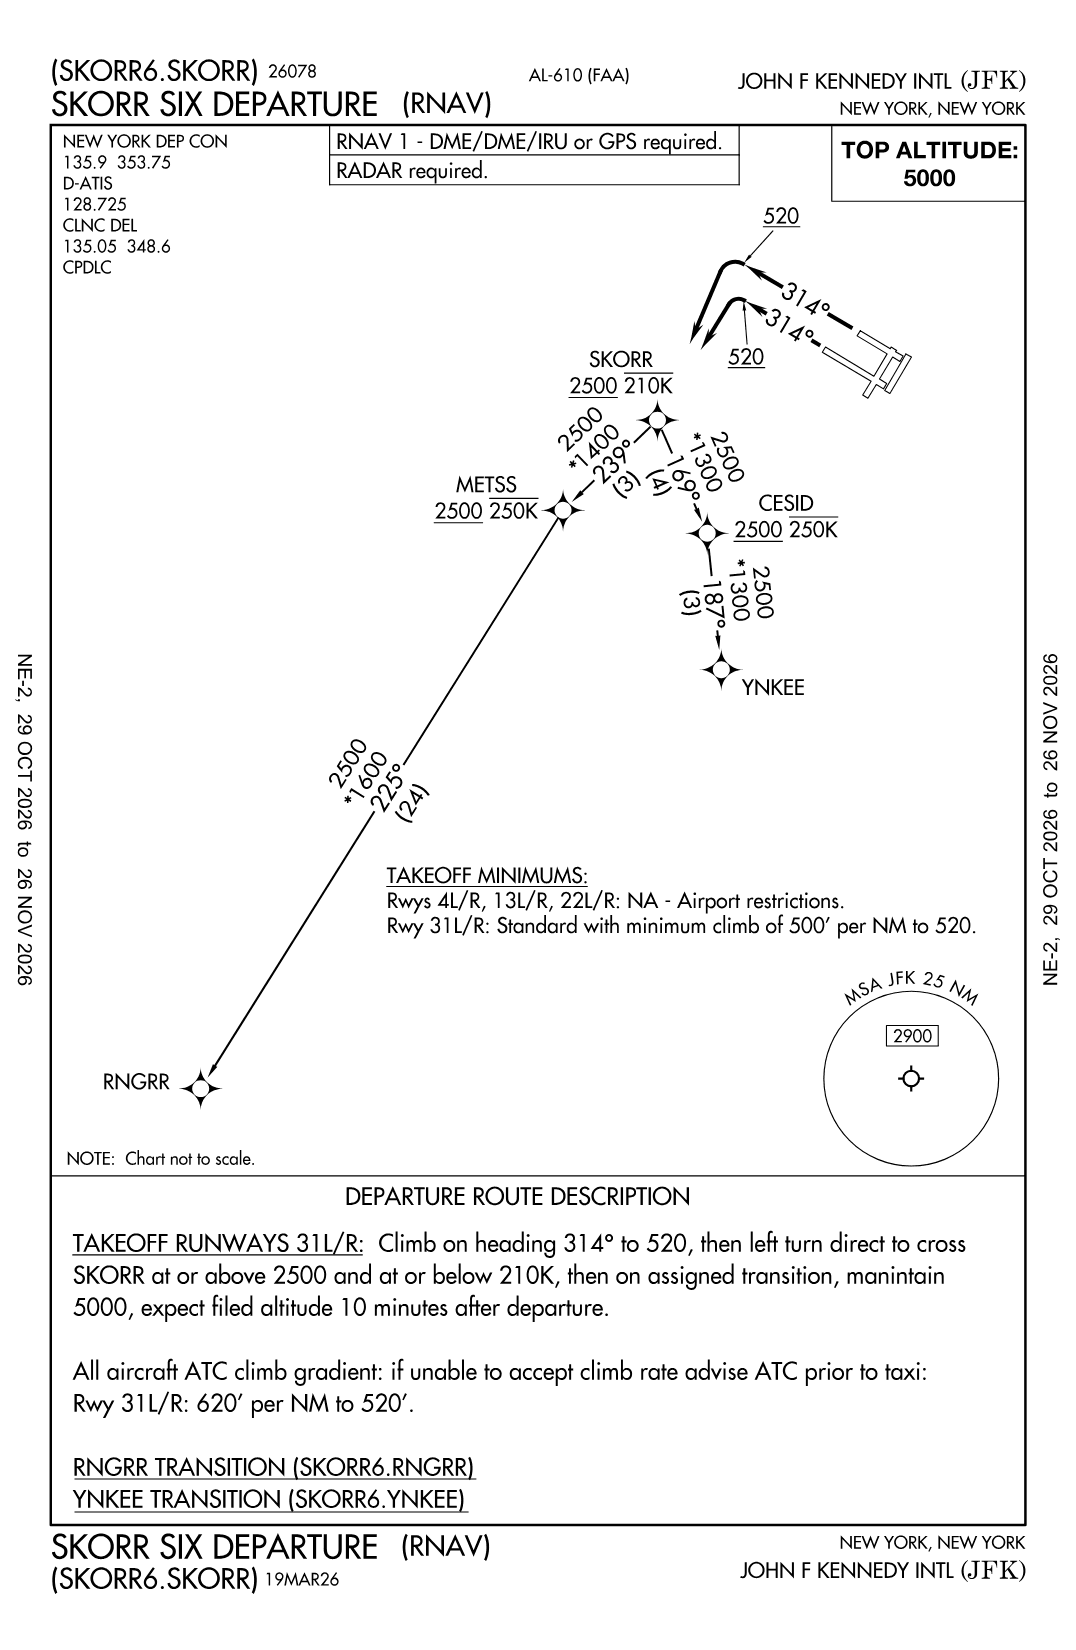 (SKORR6.SKORR) 26078
SKORR SIX DEPARTURE (RNAV)
AL-610 (FAA)
JOHN F KENNEDY INTL (JFK)
NEW YORK, NEW YORK
NEW YORK DEP CON
135.9 353.75
D-ATIS
128.725
CLNC DEL
135.05 348.6
CPDLC
RNAV 1 - DME/DME/IRU or GPS required.
RADAR required.
TOP ALTITUDE:
5000
520
314°
314°
520
SKORR
2500 210K
2500
*1400
239°
(3)
2500
*1300
169°
(4)
METSS
2500 250K
CESID
2500 250K
2500
*1300
187°
(3)
YNKEE
2500
*1600
225°
(24)
TAKEOFF MINIMUMS:
Rwys 4L/R, 13L/R, 22L/R: NA - Airport restrictions.
Rwy 31L/R: Standard with minimum climb of 500' per NM to 520.
MSA JFK 25 NM
2900
RNGRR
NOTE: Chart not to scale.
NE-2, 29 OCT 2026 to 26 NOV 2026
NE-2, 29 OCT 2026 to 26 NOV 2026
DEPARTURE ROUTE DESCRIPTION
TAKEOFF RUNWAYS 31L/R: Climb on heading 314° to 520, then left turn direct to cross
SKORR at or above 2500 and at or below 210K, then on assigned transition, manintain
5000, expect filed altitude 10 minutes after departure.
All aircraft ATC climb gradient: if unable to accept climb rate advise ATC prior to taxi:
Rwy 31L/R: 620' per NM to 520'.
RNGRR TRANSITION (SKORR6.RNGRR)
YNKEE TRANSITION (SKORR6.YNKEE)
SKORR SIX DEPARTURE (RNAV)
(SKORR6.SKORR) 19MAR26
NEW YORK, NEW YORK
JOHN F KENNEDY INTL (JFK)